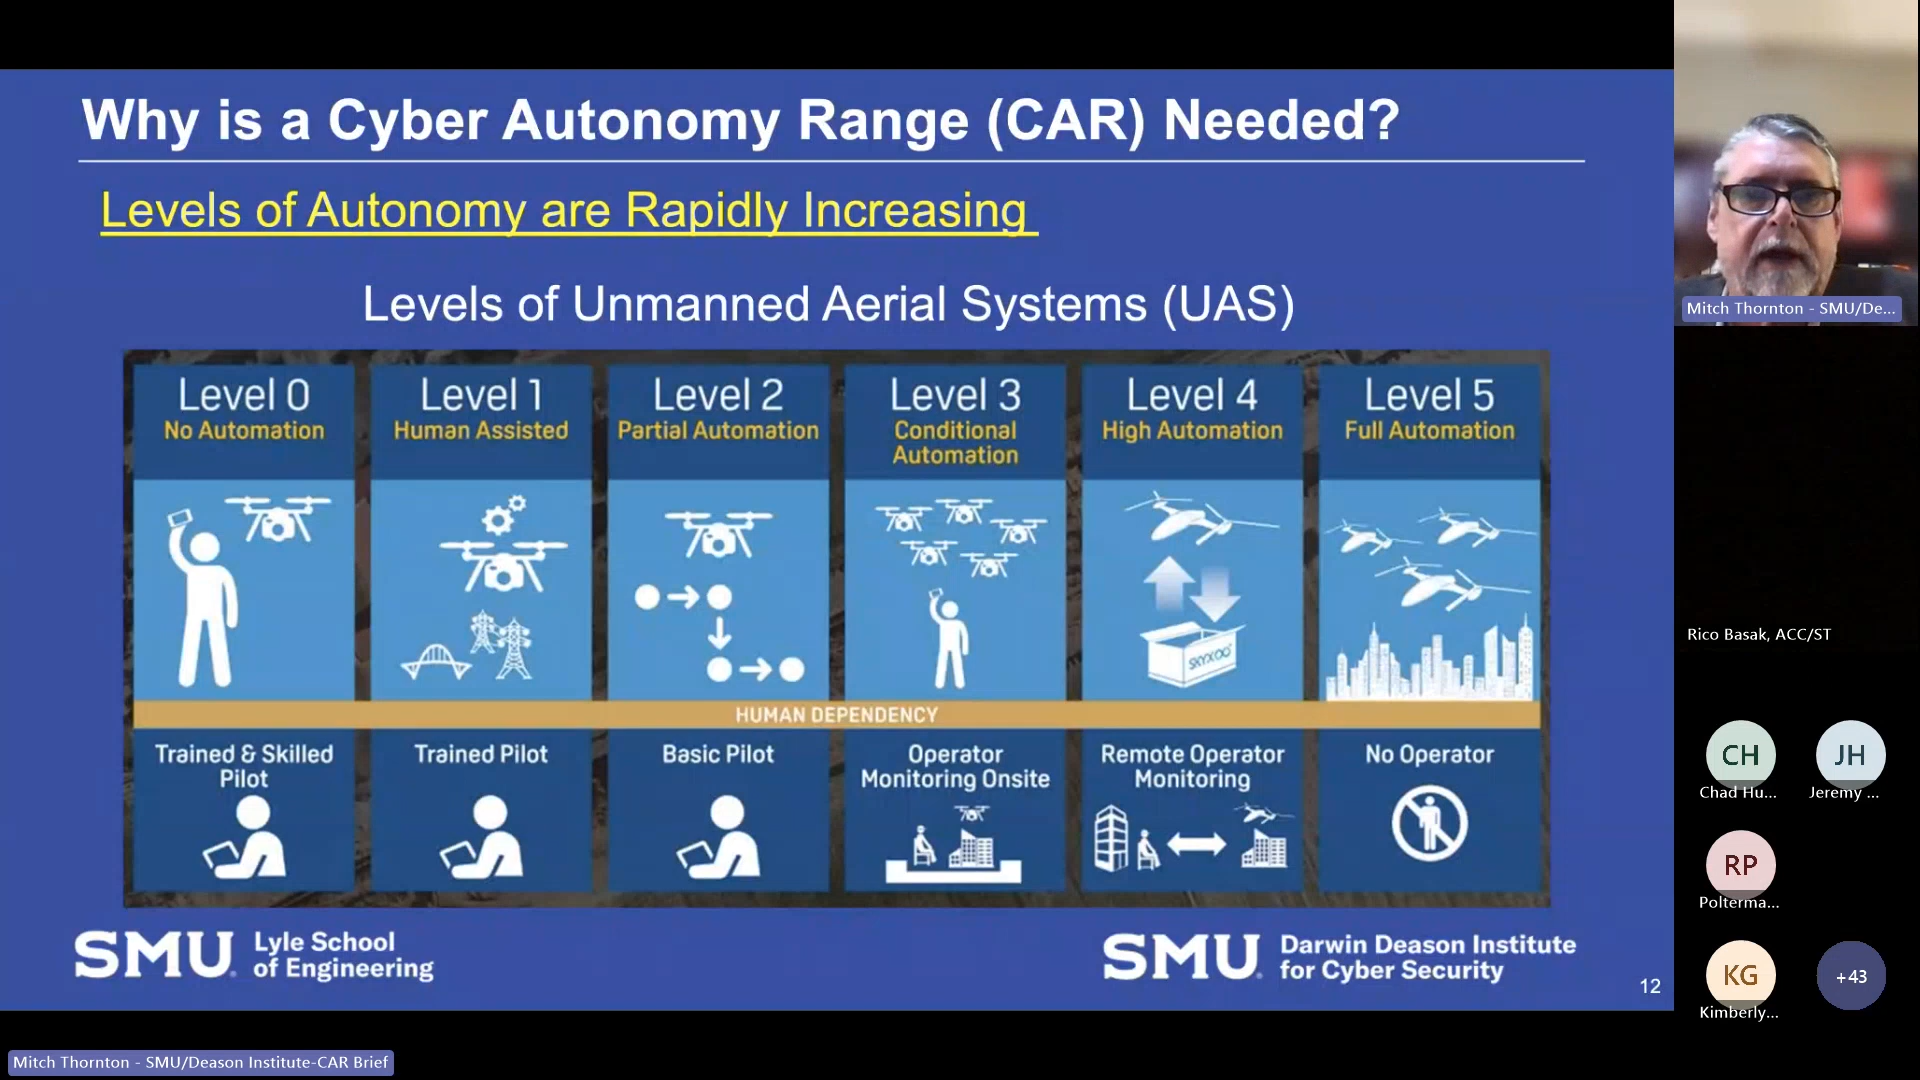 Why is a Cyber Autonomy Range (CAR) Needed?
Levels of Autonomy are Rapidly Increasing
Levels of Unmanned Aerial Systems (UAS)
Level 0
No Automation
Level 1
Human Assisted
Level 2
Partial Automation
Level 3
Conditional
Automation
Level 4
High Automation
Level 5
Full Automation
SKYXOO
HUMAN DEPENDENCY
Trained & Skilled
Pilot
Trained Pilot
Basic Pilot
Operator
Monitoring Onsite
Remote Operator
Monitoring
No Operator
SMU Lyle School
of Engineering
SMU Darwin Deason Institute
for Cyber Security
12
Mitch Thornton - SMU/De...
Rico Basak, ACC/ST
CH
Chad Hu...
JH
Jeremy ...
RP
Polterma...
KG
Kimberly...
+43
Mitch Thornton - SMU/Deason Institute-CAR Brief